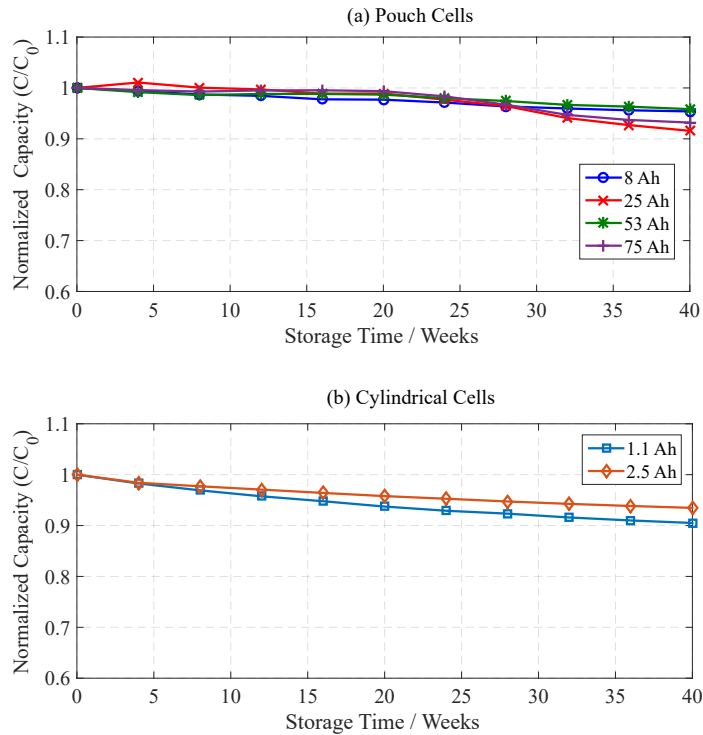 (a) Pouch Cells
Normalized Capacity (C/C₀)
1.1
1
0.9
0.8
0.7
0.6
8 Ah
25 Ah
53 Ah
75 Ah
0 5 10 15 20 25 30 35 40
Storage Time / Weeks
(b) Cylindrical Cells
Normalized Capacity (C/C₀)
1.1
1
0.9
0.8
0.7
0.6
1.1 Ah
2.5 Ah
0 5 10 15 20 25 30 35 40
Storage Time / Weeks